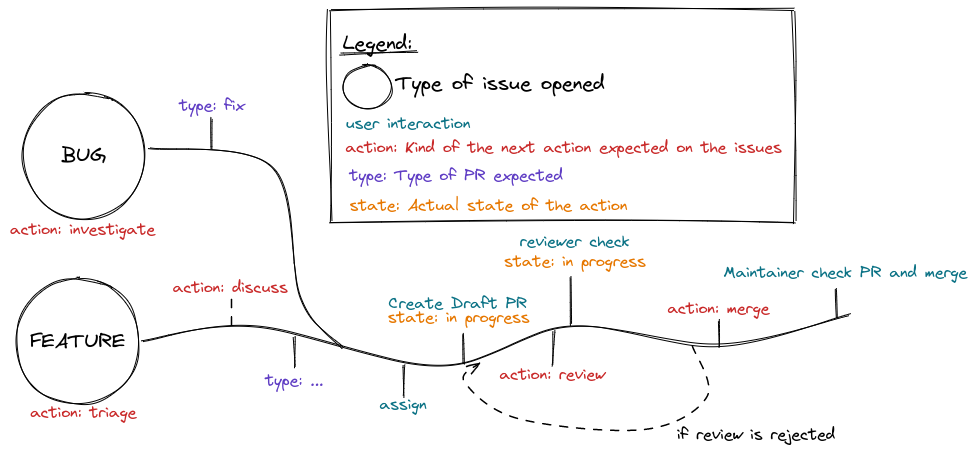 Legend:
Type of issue opened
user interaction
action: Kind of the next action expected on the issues
type: Type of PR expected
state: Actual state of the action
type: fix
BUG
action: investigate
action: discuss
FEATURE
action: triage
type: ...
assign
Create Draft PR
state: in progress
reviewer check
state: in progress
action: review
action: merge
Maintainer check PR and merge
if review is rejected